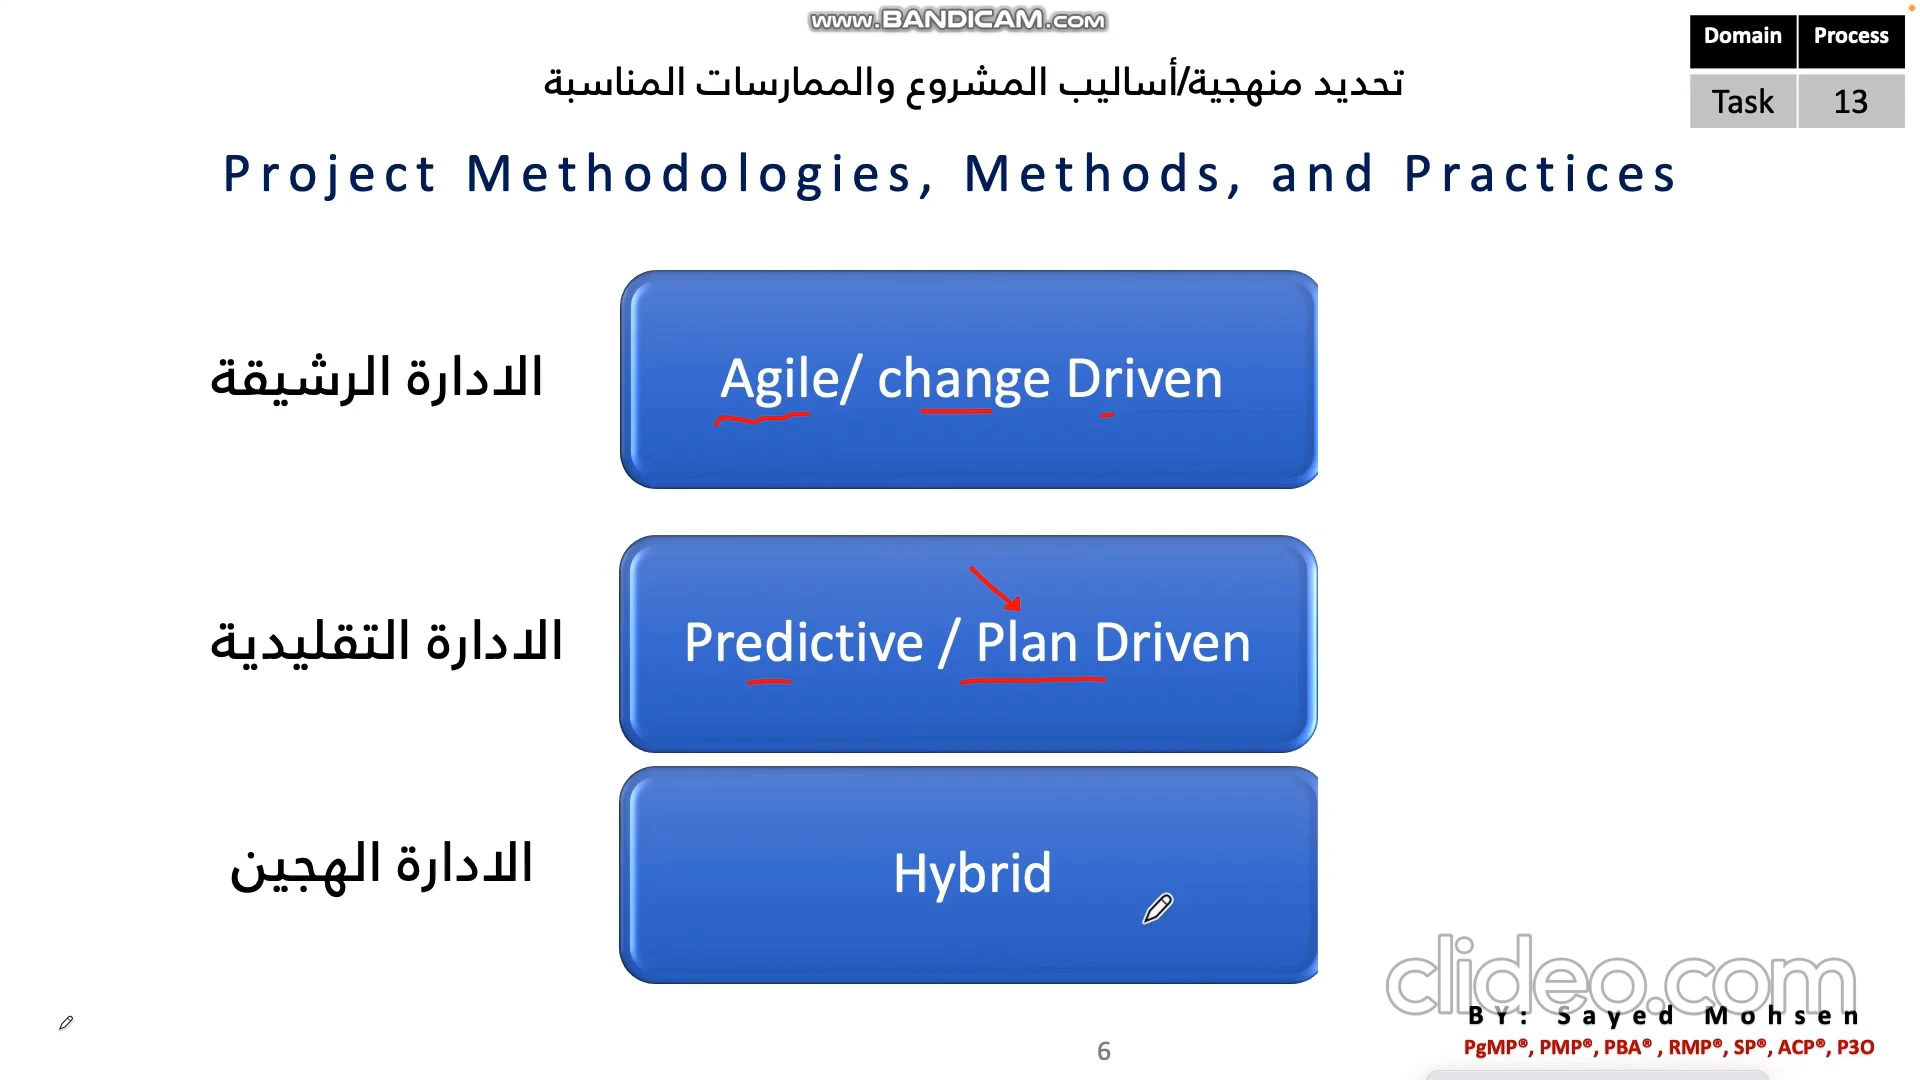 www.BANDICAM.com
Domain Process
Task 13
تحديد منهجية/أساليب المشروع والممارسات المناسبة
Project Methodologies, Methods, and Practices
الادارة الرشيقة
Agile/ change Driven
الادارة التقليدية
Predictive / Plan Driven
الادارة الهجين
Hybrid
clideo.com
BY: Sayed Mohsen
PgMP®, PMP®, PBA® , RMP®, SP®, ACP®, P3O
6